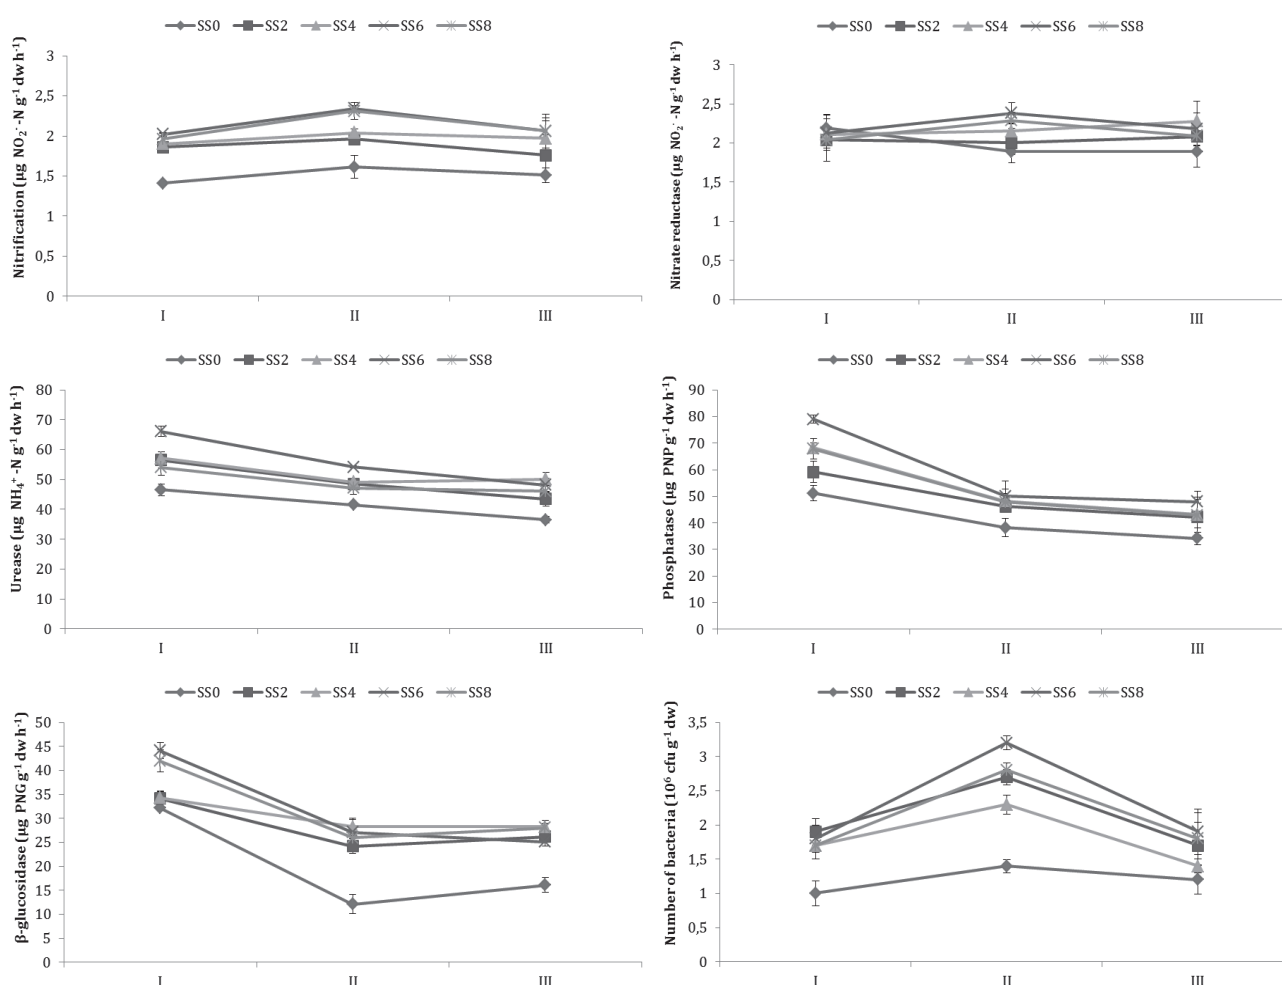 SS0 SS2 SS4 SS6 SS8
Nitrification (µg NO2- -N g-1 dw h-1)
3
2,5
2
1,5
1
0,5
0
I II III
SS0 SS2 SS4 SS6 SS8
Nitrate reductase (µg NO2- -N g-1 dw h-1)
3
2,5
2
1,5
1
0,5
0
I II III
SS0 SS2 SS4 SS6 SS8
Urease (µg NH4+ -N g-1 dw h-1)
80
70
60
50
40
30
20
10
0
I II III
SS0 SS2 SS4 SS6 SS8
Phosphatase (µg PNP g-1 dw h-1)
90
80
70
60
50
40
30
20
10
0
I II III
SS0 SS2 SS4 SS6 SS8
β-glucosidase (µg PNG g-1 dw h-1)
50
45
40
35
30
25
20
15
10
5
0
I II III
SS0 SS2 SS4 SS6 SS8
Number of bacteria (10⁶ cfu g-1 dw)
3,5
3
2,5
2
1,5
1
0,5
0
I II III